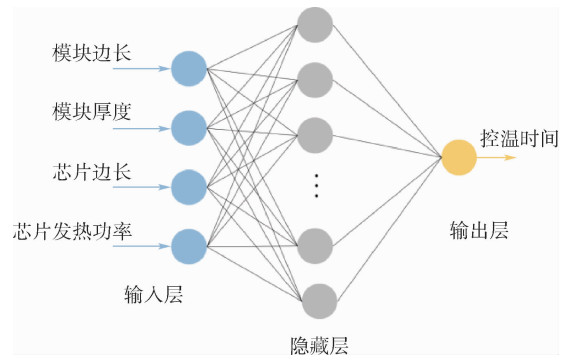 模块边长
模块厚度
芯片边长
芯片发热功率
输入层
隐藏层
控温时间
输出层